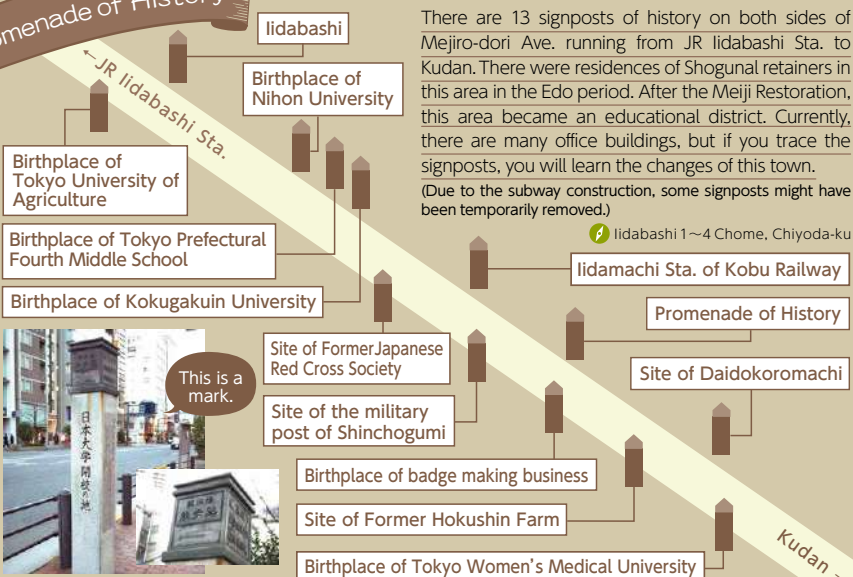 omenade of History
There are 13 signposts of history on both sides of
Mejiro-dori Ave. running from JR Iidabashi Sta. to
Kudan. There were residences of Shogunal retainers in
this area in the Edo period. After the Meiji Restoration,
this area became an educational district. Currently,
there are many office buildings, but if you trace the
signposts, you will learn the changes of this town.
(Due to the subway construction, some signposts might have
been temporarily removed.)
Iidabashi 1～4 Chome, Chiyoda-ku
←JR Iidabashi Sta.
Iidabashi
Birthplace of
Nihon University
Birthplace of
Tokyo University of
Agriculture
Birthplace of Tokyo Prefectural
Fourth Middle School
Birthplace of Kokugakuin University
Iidamachi Sta. of Kobu Railway
Promenade of History
Site of FormerJapanese
Red Cross Society
Site of Daidokoromachi
Site of the military
post of Shinchogumi
Birthplace of badge making business
Site of Former Hokushin Farm
Birthplace of Tokyo Women's Medical University
Kudan
This is a
mark.
日本大学開校の地